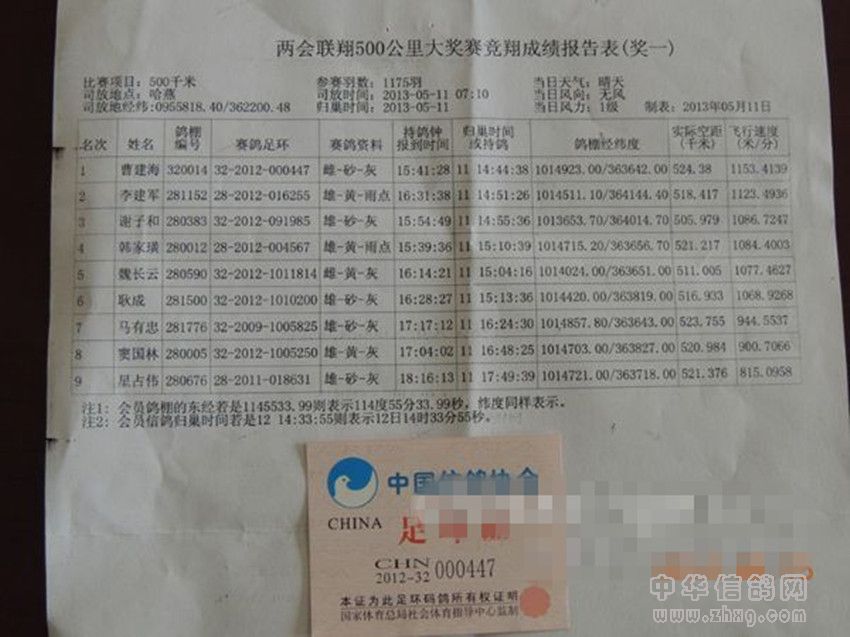 两会联翔500公里大奖赛竞翔成绩报告表(奖一)
比赛项目: 500千米 参赛羽数: 1175羽 当日天气: 晴天
司放地点: 哈燕 司放时间: 2013-05-11 07:10 当日风向: 无风
司放地经纬:0955818.40/362200.48 归巢时间: 2013-05-11 当日风力: 1级 制表: 2013年05月11日
名次 姓名 鸽棚编号 赛鸽足环 赛鸽资料 持鸽钟报到时间 归巢时间或持鸽 鸽棚经纬度 实际空距(千米) 飞行速度(米/分)
1 曹建海 320014 32-2012-000447 雄-砂-灰 15:41:28 11 14:44:38 1014923.00/363642.00 524.38 1153.4139
2 李建军 281152 28-2012-016255 雄-黄-雨点 16:31:38 11 14:51:26 1014511.10/364144.40 518.417 1123.4936
3 谢子和 280383 32-2012-091985 雄-砂-灰 15:54:49 11 14:55:36 1013653.70/364014.70 505.979 1086.7247
4 韩家璜 280012 28-2012-004567 雌-黄-雨点 15:39:36 11 15:10:39 1014715.20/363656.70 521.217 1084.4003
5 魏长云 280590 32-2012-1011814 雌-黄-灰 16:14:21 11 15:04:16 1014024.00/363651.00 511.005 1077.4627
6 耿成 281500 32-2012-1010200 雄-砂-灰 16:28:27 11 15:13:36 1014420.00/363819.00 516.933 1068.9268
7 马有忠 281776 32-2009-1005825 雄-砂-灰 17:17:12 11 16:24:30 1014857.80/363643.00 523.755 944.5537
8 窦国林 280005 32-2012-1005250 雄-黄-灰 17:04:02 11 16:48:25 1014703.00/363827.00 520.984 900.7066
9 星占伟 280676 28-2011-018631 雄-砂-灰 18:16:13 11 17:49:39 1014721.00/363718.00 521.376 815.0958
注1: 会员鸽棚的东经若是1145533.99则表示114度55分33.99秒, 纬度同样表示。
注2: 会员信鸽归巢时间若是12 14:33:55则表示12日14时33分55秒。
中国信鸽协会
CHINA 足
CHN
2012-32 000447
本证为此足环码鸽所有权证明
国家体育总局社会体育指导中心监制
中华信鸽网
www.zhxg.com